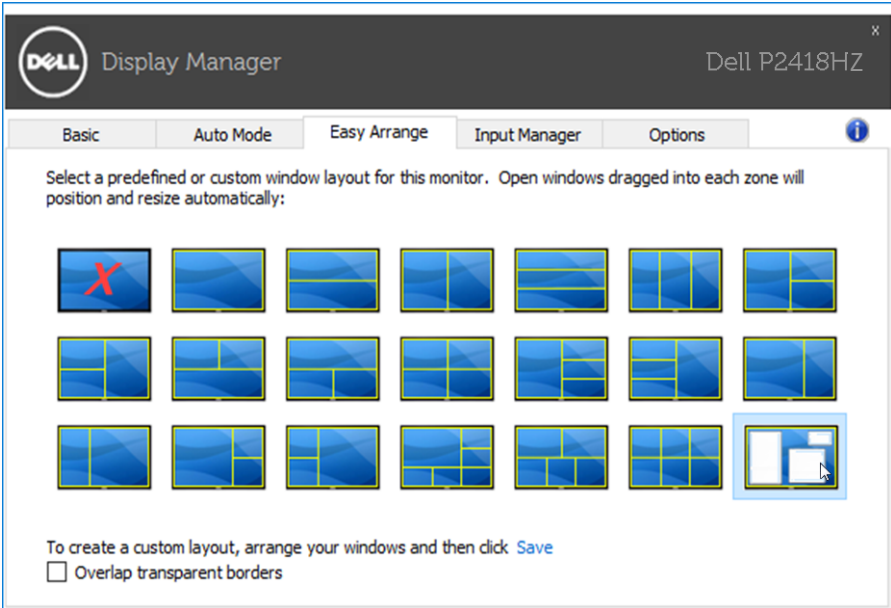 x
DELL
Display Manager
Dell P2418HZ
Basic
Auto Mode
Easy Arrange
Input Manager
Options
i
Select a predefined or custom window layout for this monitor. Open windows dragged into each zone will
position and resize automatically:
X
To create a custom layout, arrange your windows and then click Save
Overlap transparent borders